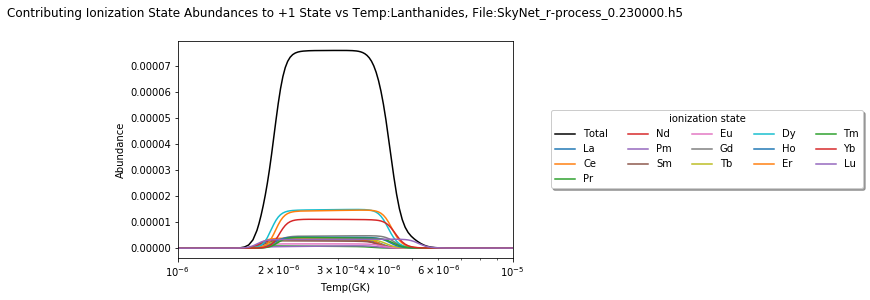 Contributing Ionization State Abundances to +1 State vs Temp:Lanthanides, File:SkyNet_r-process_0.230000.h5
0.00007
0.00006
0.00005
0.00004
0.00003
0.00002
0.00001
0.00000
Abundance
10⁻⁶
2 × 10⁻⁶
3 × 10⁻⁶
4 × 10⁻⁶
6 × 10⁻⁶
10⁻⁵
Temp(GK)
ionization state
Total Nd Eu Dy Tm
La Pm Gd Ho Yb
Ce Sm Tb Er Lu
Pr